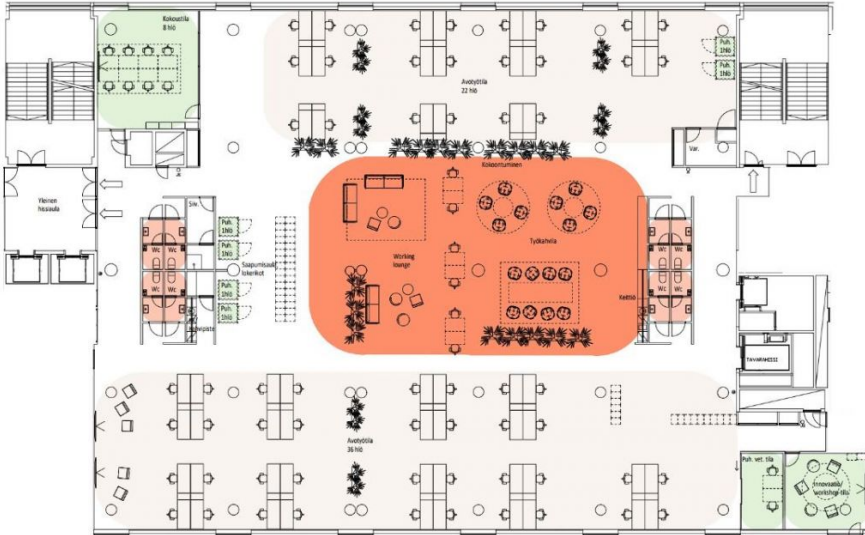 Kokoustila
8 hlö
Avotyötila
22 hlö
Puh.
1hlö
Puh.
1hlö
Var.
Kokoontuminen
Yleinen
hissiaula
Siiv.
Puh.
1hlö
Puh.
1hlö
Puh.
1hlö
Puh.
1hlö
Wc
Wc
Wc
Wc
Saapumisaula/
lokerikot
Working
lounge
Työkahvila
Keittiö
Wc
Wc
Wc
Wc
TAVARAHISSI
Avotyötila
36 hlö
Puh. vet. tila
Innovaatio/
workshop-tila